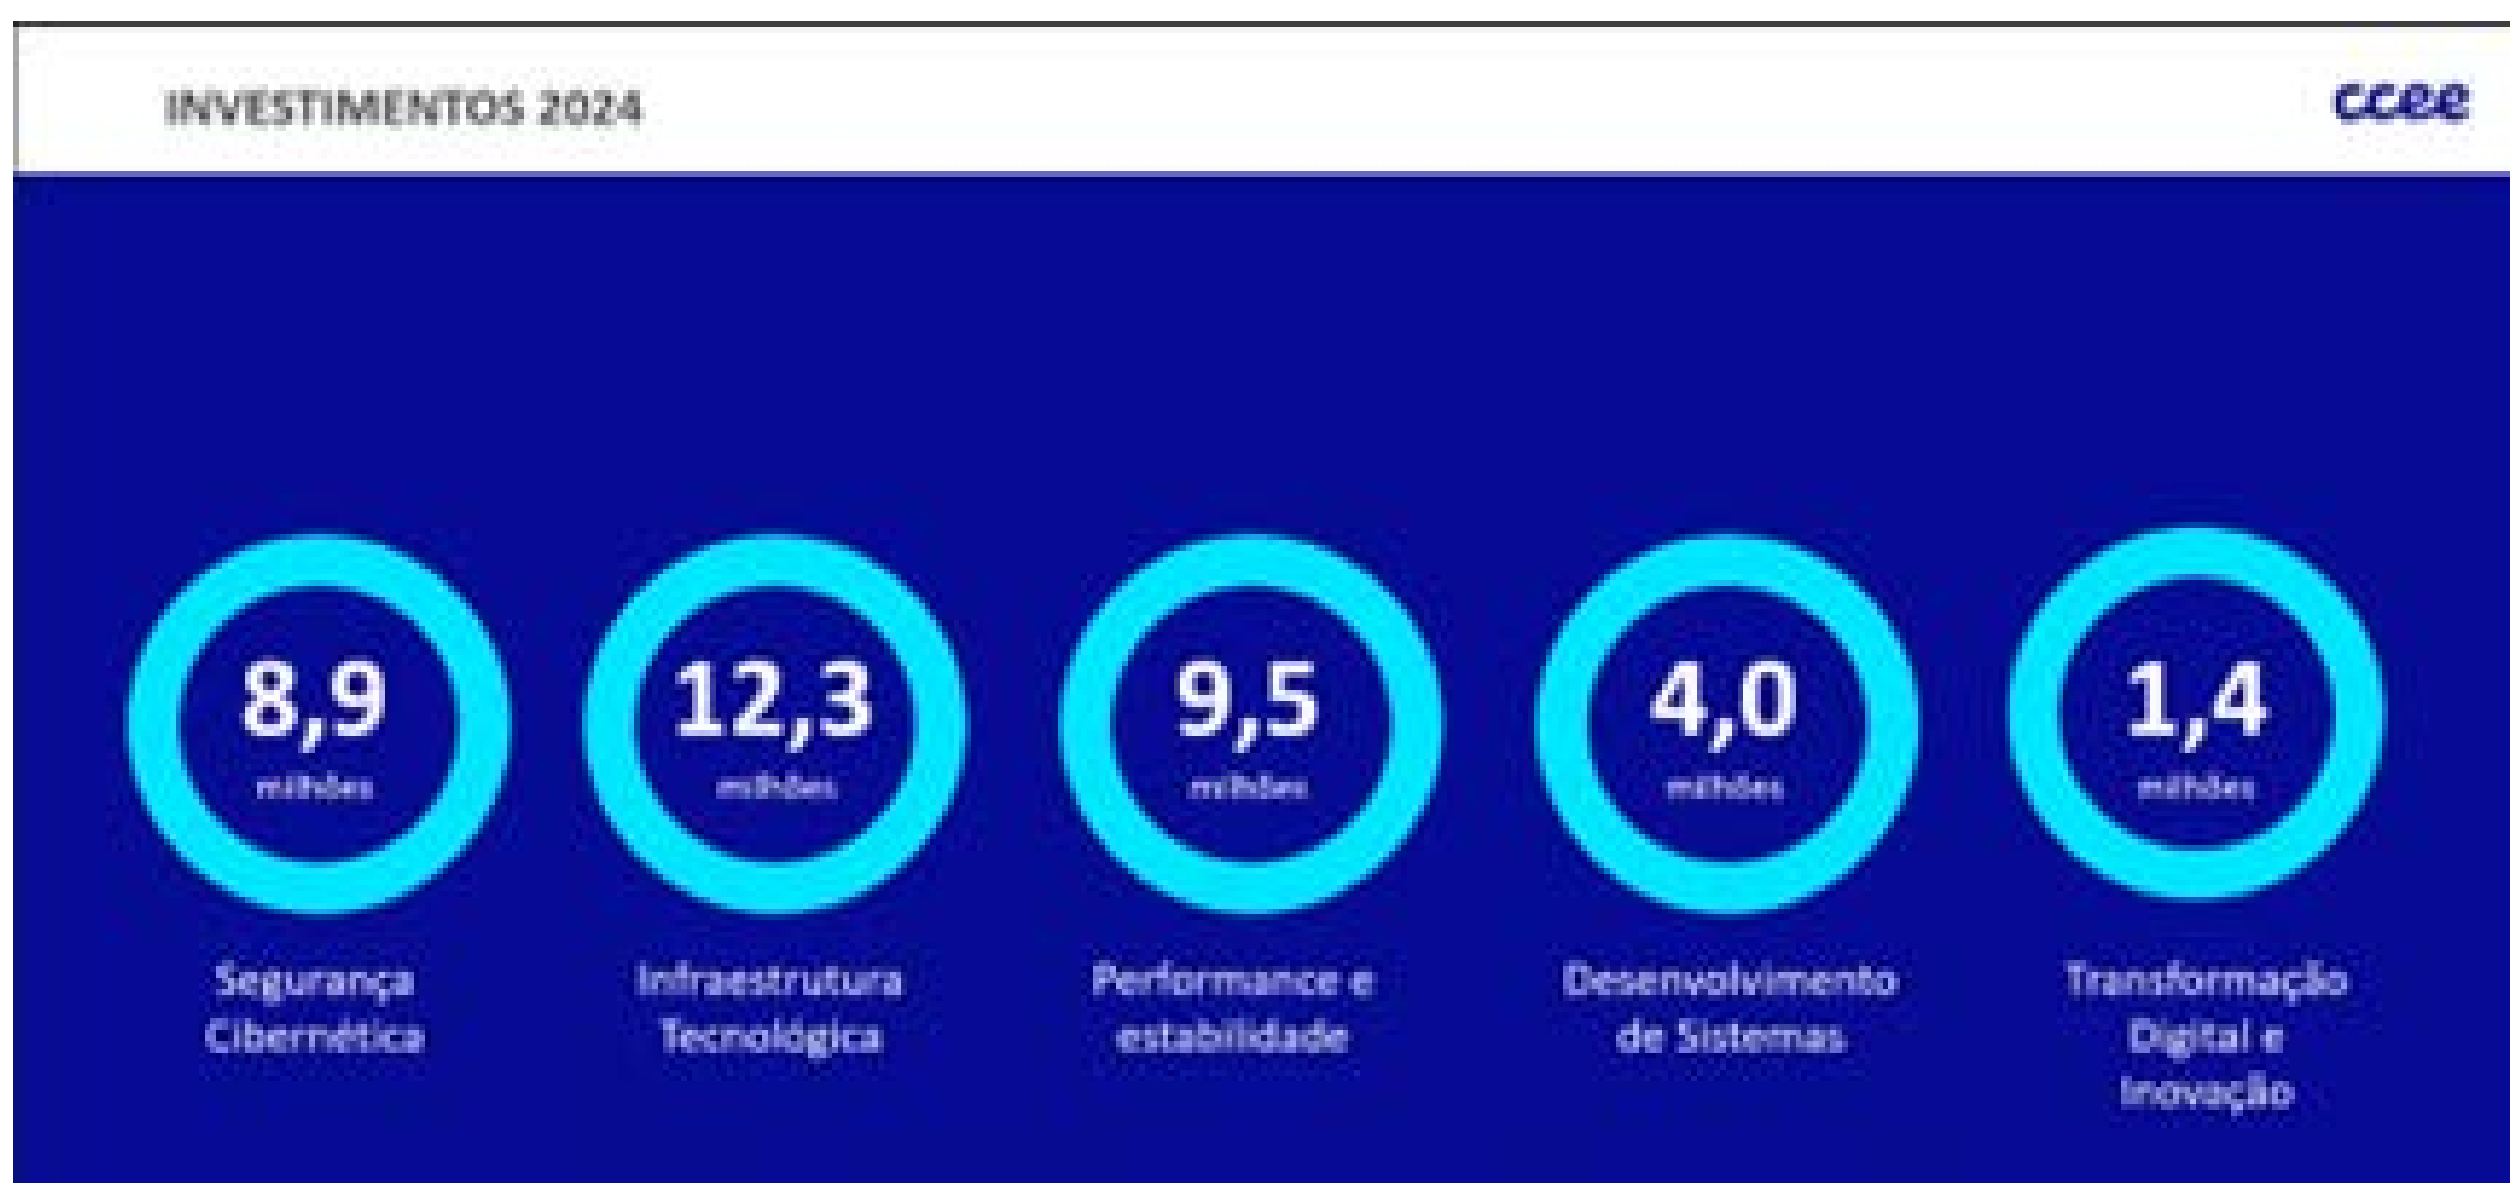 INVESTIMENTOS 2024
ccee
8,9
milhões
Segurança
Cibernética
12,3
milhões
Infraestrutura
Tecnológica
9,5
milhões
Performance e
estabilidade
4,0
milhões
Desenvolvimento
de Sistemas
1,4
milhões
Transformação
Digital e
Inovação